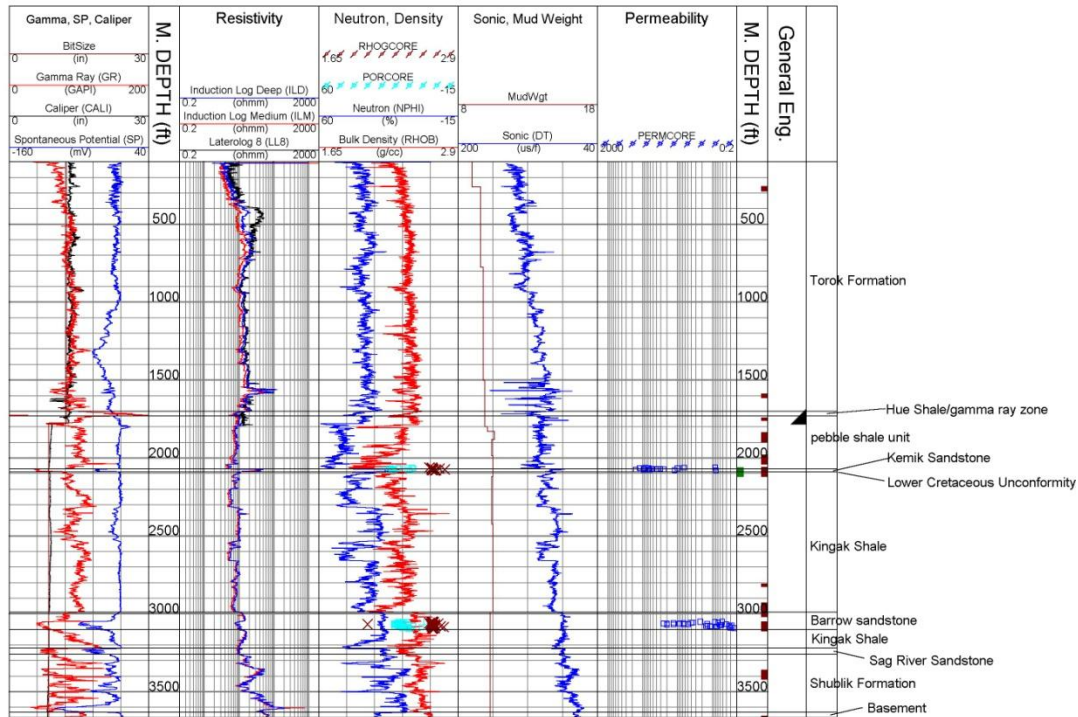 Gamma, SP, Caliper
BitSize
0 (in) 30
Gamma Ray (GR)
0 (GAPI) 200
Caliper (CALI)
0 (in) 30
Spontaneous Potential (SP)
-160 (mV) 40
M. DEPTH (ft)
Resistivity
Induction Log Deep (ILD)
0.2 (ohmm) 2000
Induction Log Medium (ILM)
0.2 (ohmm) 2000
Laterolog 8 (LL8)
0.2 (ohmm) 2000
Neutron, Density
RHOGCORE
1.65 2.9
PORCORE
60 -15
Neutron (NPHI)
60 (%) -15
Bulk Density (RHOB)
1.65 (g/cc) 2.9
Sonic, Mud Weight
MudWgt
8 18
Sonic (DT)
200 (us/f) 40
Permeability
PERMCORE
2000 0.2
M. DEPTH (ft)
General Eng.
500
1000
1500
2000
2500
3000
3500
500
1000
1500
2000
2500
3000
3500
Torok Formation
Hue Shale/gamma ray zone
pebble shale unit
Kemik Sandstone
Lower Cretaceous Unconformity
Kingak Shale
Barrow sandstone
Kingak Shale
Sag River Sandstone
Shublik Formation
Basement